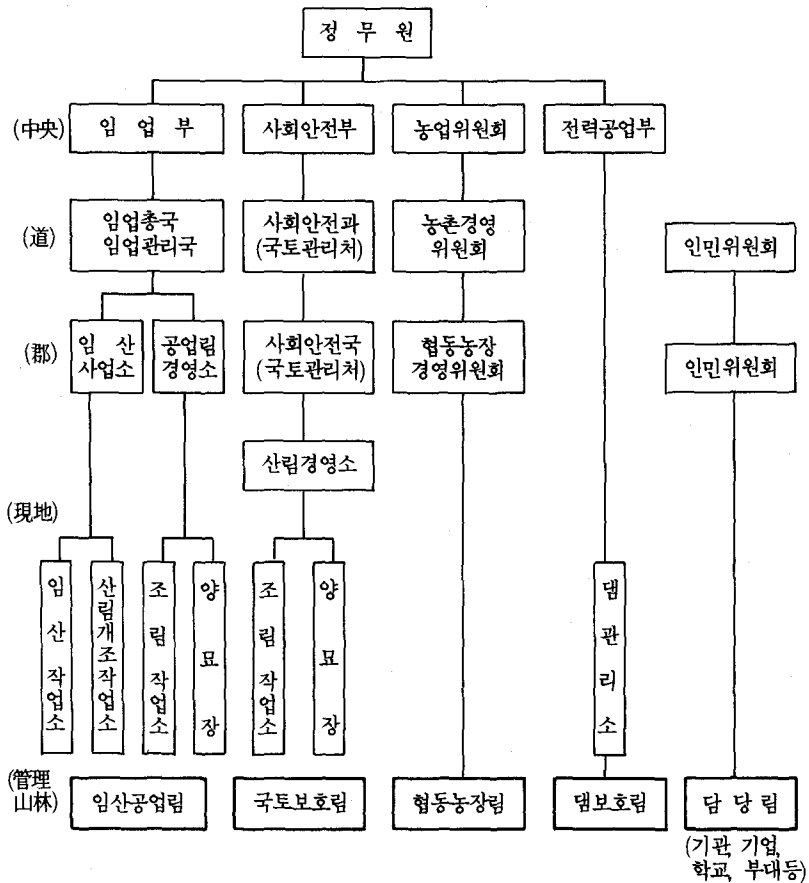 정 무 원
(中央)
임 업 부
사회안전부
농업위원회
전력공업부
(道)
임업총국
임업관리국
사회안전과
(국토관리처)
농촌경영
위원회
인민위원회
(郡)
임 산
사업소
공업림
경영소
사회안전국
(국토관리처)
협동농장
경영위원회
인민위원회
산림경영소
(現地)
임산작업소
산림개조작업소
조림작업소
양묘장
조림작업소
양묘장
댐관리소
(管理
山林)
임산공업림
국토보호림
협동농장림
댐보호림
담 당 림
(기관, 기업,
학교, 부대등)